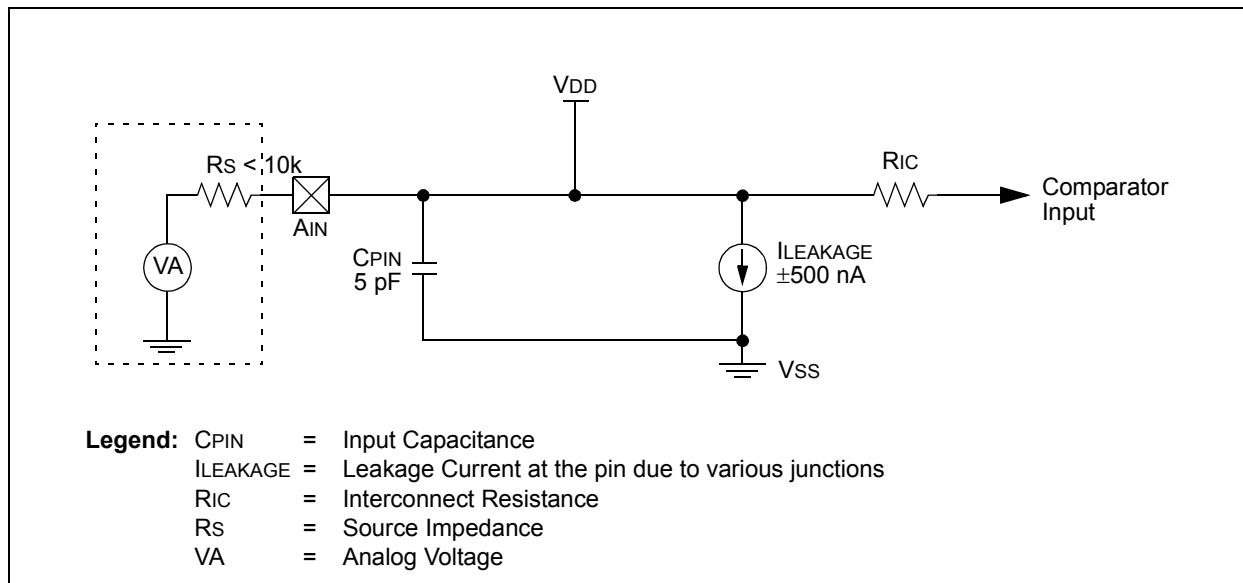 VDD
RS < 10k
RIC
AIN
Comparator
Input
VA
CPIN
5 pF
ILEAKAGE
±500 nA
VSS
Legend: CPIN = Input Capacitance
ILEAKAGE = Leakage Current at the pin due to various junctions
RIC = Interconnect Resistance
RS = Source Impedance
VA = Analog Voltage